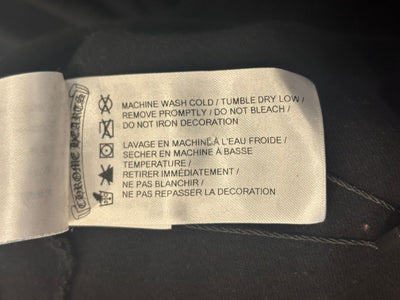 CHROME HEARTS
MACHINE WASH COLD / TUMBLE DRY LOW /
REMOVE PROMPTLY / DO NOT BLEACH /
DO NOT IRON DECORATION
LAVAGE EN MACHINE À L'EAU FROIDE /
SECHER EN MACHINE À BASSE
TEMPERATURE /
RETIRER IMMÉDIATEMENT /
NE PAS BLANCHIR /
NE PAS REPASSER LA DECORATION